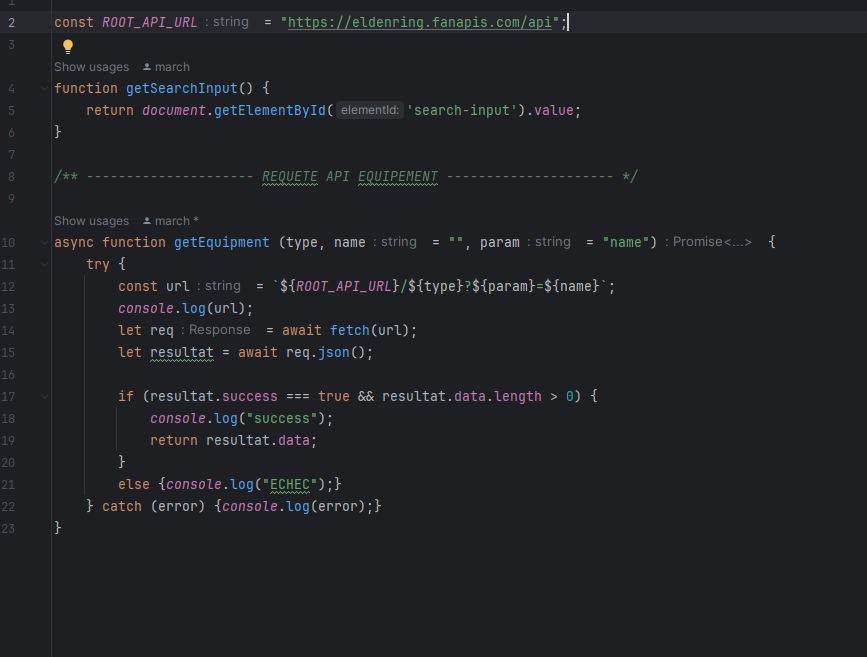 1
2 const ROOT_API_URL : string = "https://eldenring.fanapis.com/api";
3
Show usages march
4 function getSearchInput() {
5 return document.getElementById( elementId: 'search-input').value;
6 }
7
8 /** --------------------- REQUETE API EQUIPEMENT --------------------- */
9
Show usages march *
10 async function getEquipment (type, name : string = "", param : string = "name") : Promise<...> {
11 try {
12 const url : string = `${ROOT_API_URL}/${type}?${param}=${name}`;
13 console.log(url);
14 let req : Response = await fetch(url);
15 let resultat = await req.json();
16
17 if (resultat.success === true && resultat.data.length > 0) {
18 console.log("success");
19 return resultat.data;
20 }
21 else {console.log("ECHEC");}
22 } catch (error) {console.log(error);}
23 }